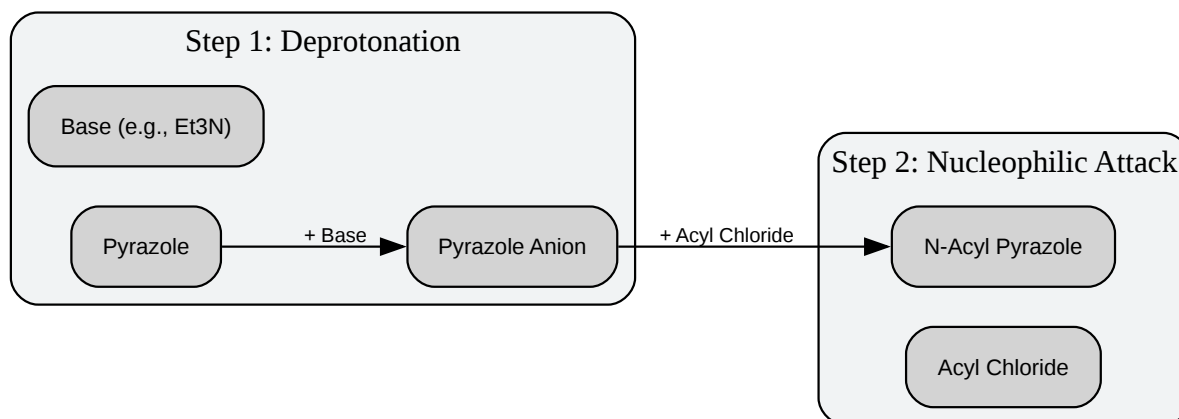 Step 1: Deprotonation
Base (e.g., Et3N)
Pyrazole
+ Base
Pyrazole Anion
+ Acyl Chloride
Step 2: Nucleophilic Attack
N-Acyl Pyrazole
Acyl Chloride